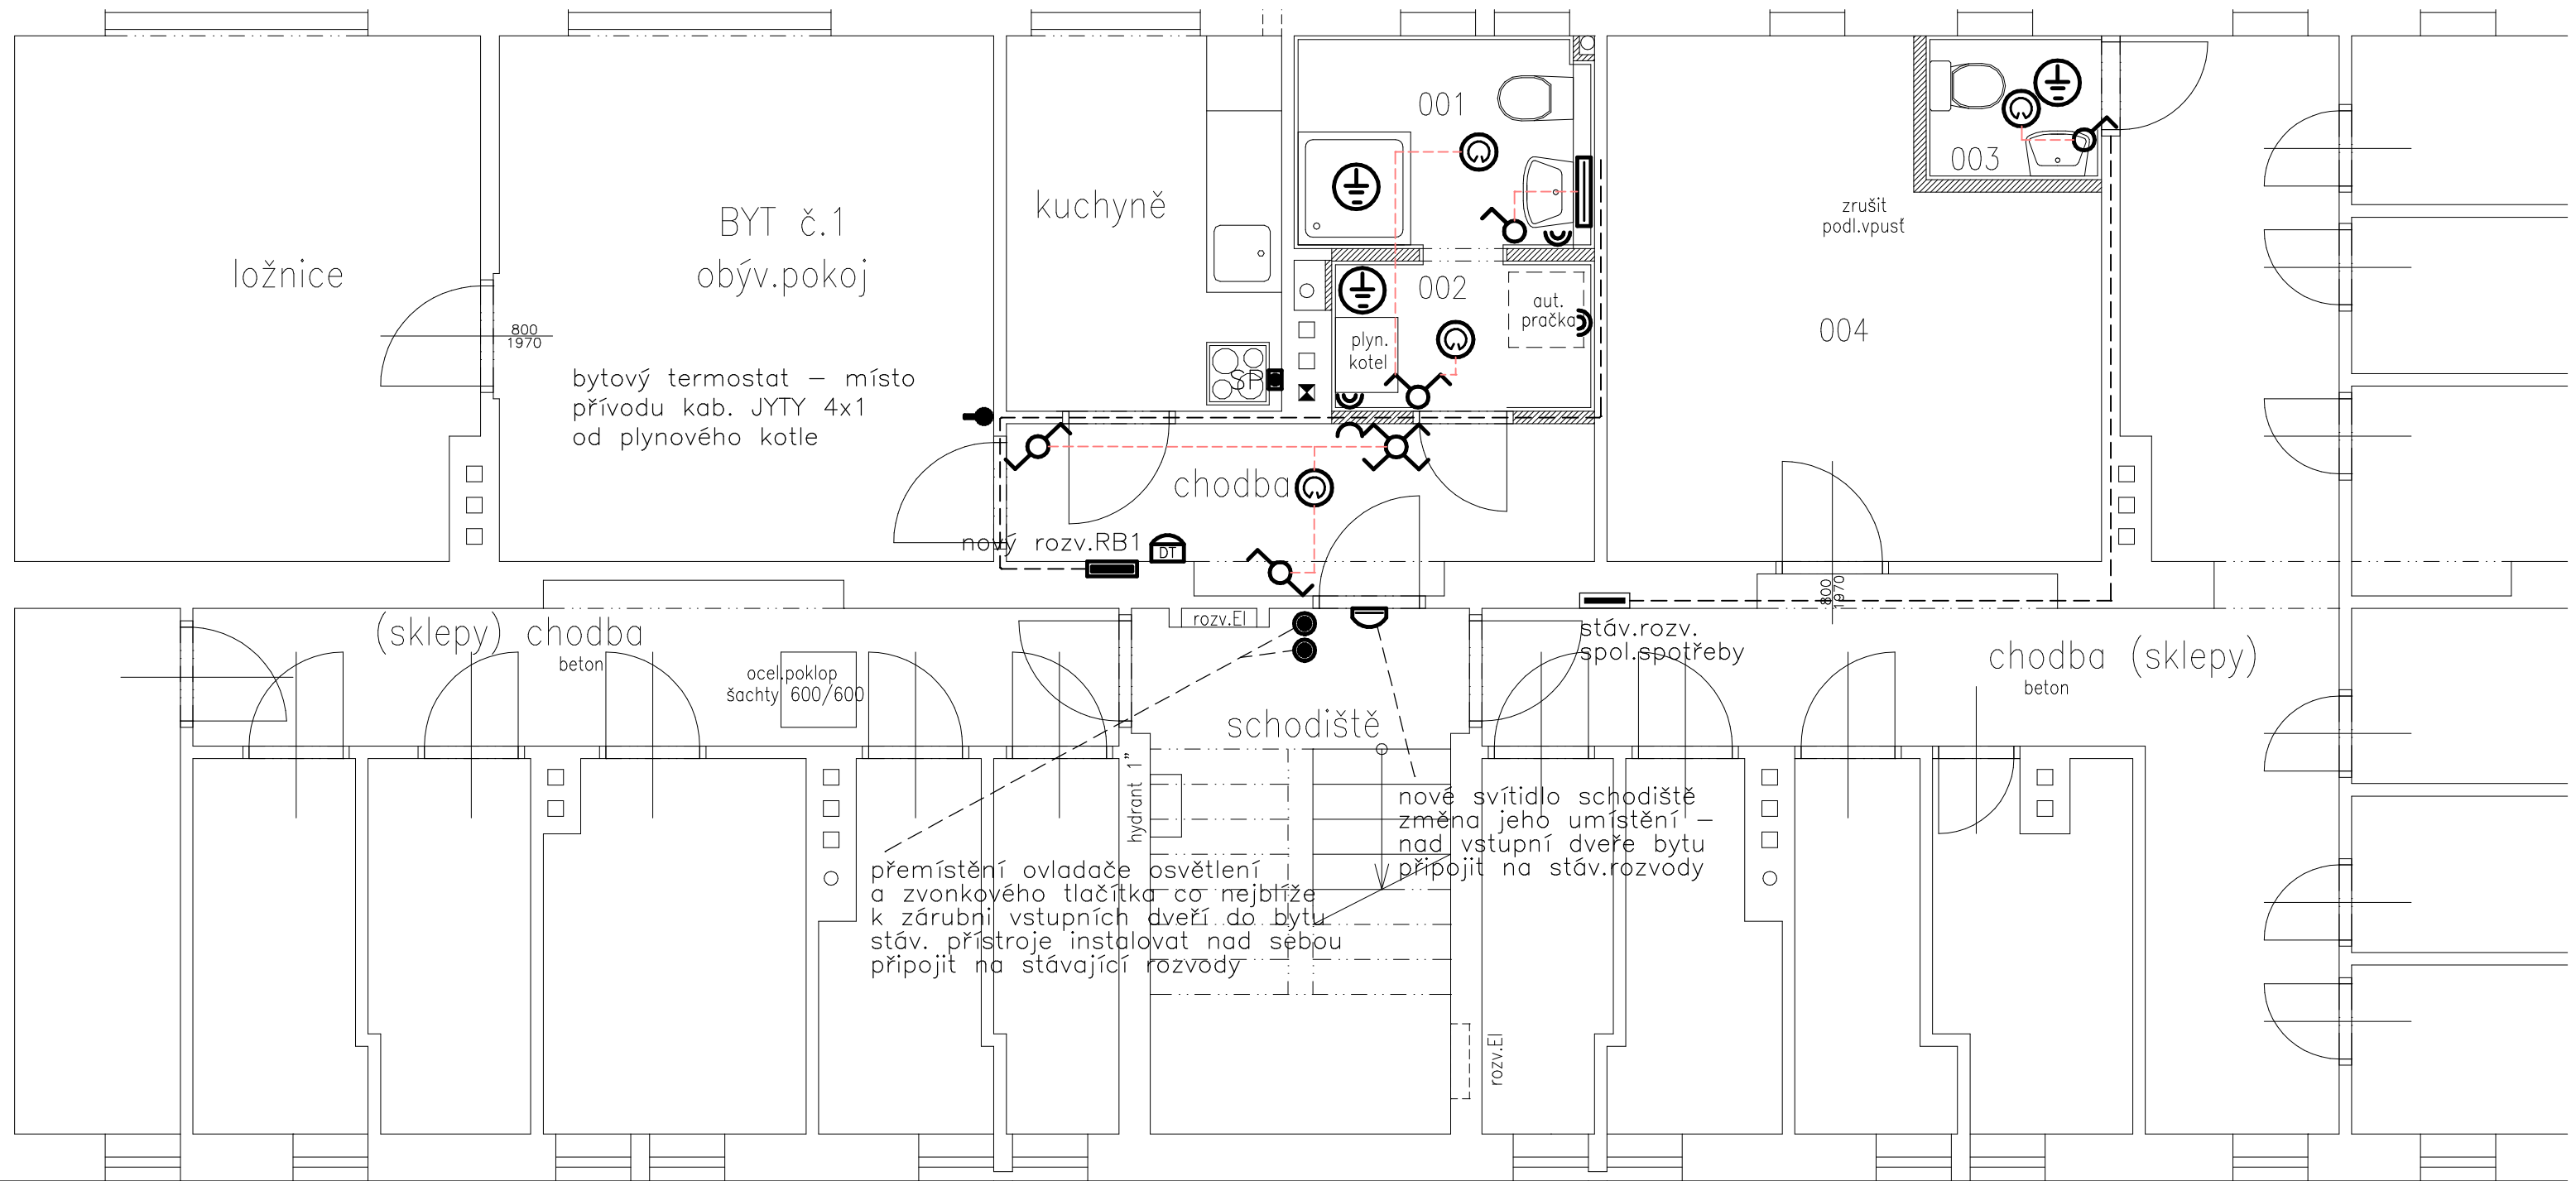 001
003
kuchyně
BYT č.1
obýv.pokoj
ložnice
zrušit
podl.vpusť
002
aut.
pračka
004
plyn.
kotel
800
1970
SP
bytový termostat – místo
přívodu kab. JYTY 4x1
od plynového kotle
chodba
nový rozv.RB1
DT
800
1970
rozv.El
(sklepy) chodba
beton
stáv.rozv.
spol.spotřeby
chodba (sklepy)
beton
ocel.poklop
šachty 600/600
schodiště
hydrant 1"
nové svítidlo schodiště
změna jeho umístění –
nad vstupní dveře bytu
připojit na stáv.rozvody
přemístění ovladače osvětlení
a zvonkového tlačítka co nejblíže
k zárubni vstupních dveří do bytu
stáv. přístroje instalovat nad sebou
připojit na stávající rozvody
rozv.El